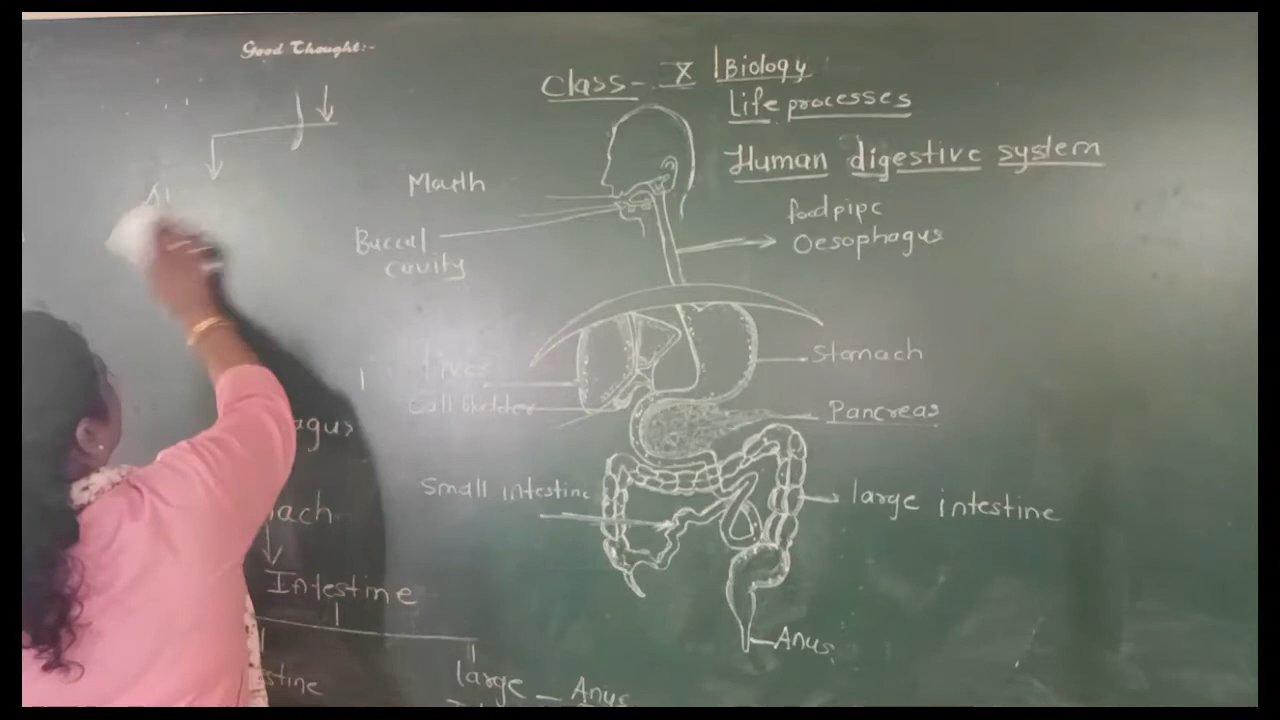 Good Thought:-
Class- X Biology
Life processes
Human digestive system
Mouth
food pipe
Oesophagus
Buccal
cavity
Liver
Stomach
Gall bladder
Pancreas
agus
ach
Small intestine
large intestine
Intestine
Anus
estine
large - Anus